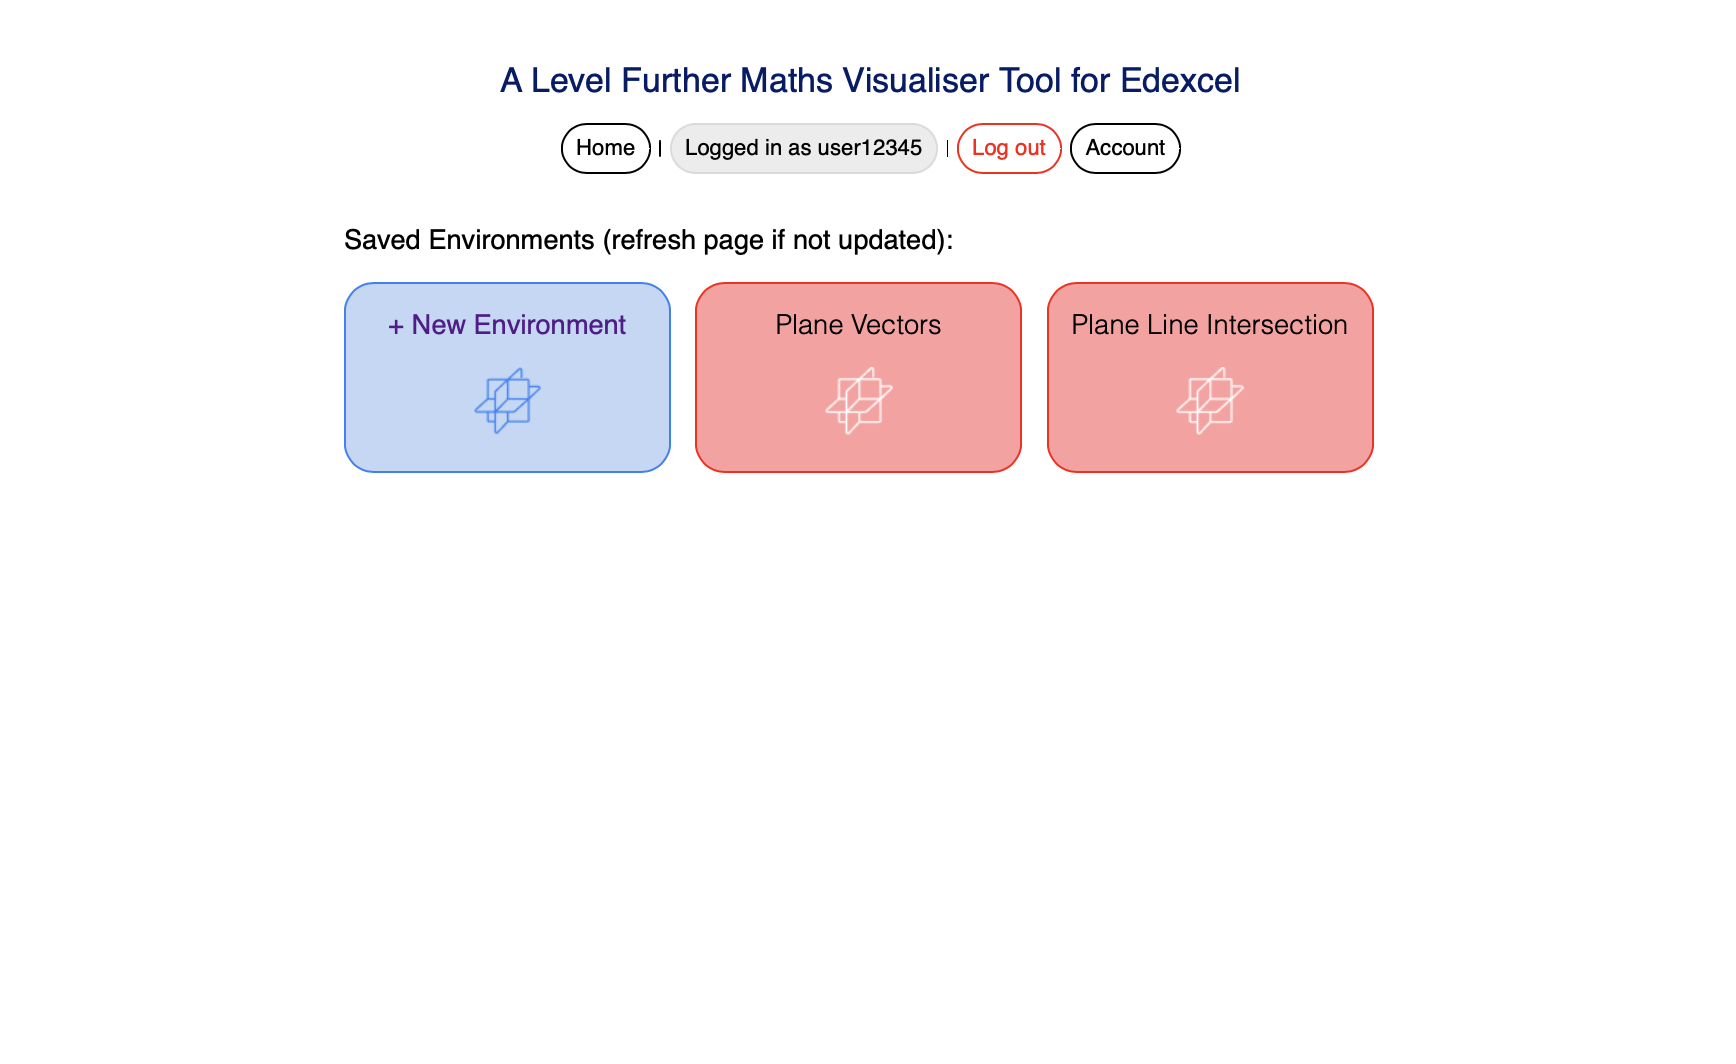 A Level Further Maths Visualiser Tool for Edexcel
Home | Logged in as user12345 | Log out Account
Saved Environments (refresh page if not updated):
+ New Environment Plane Vectors Plane Line Intersection